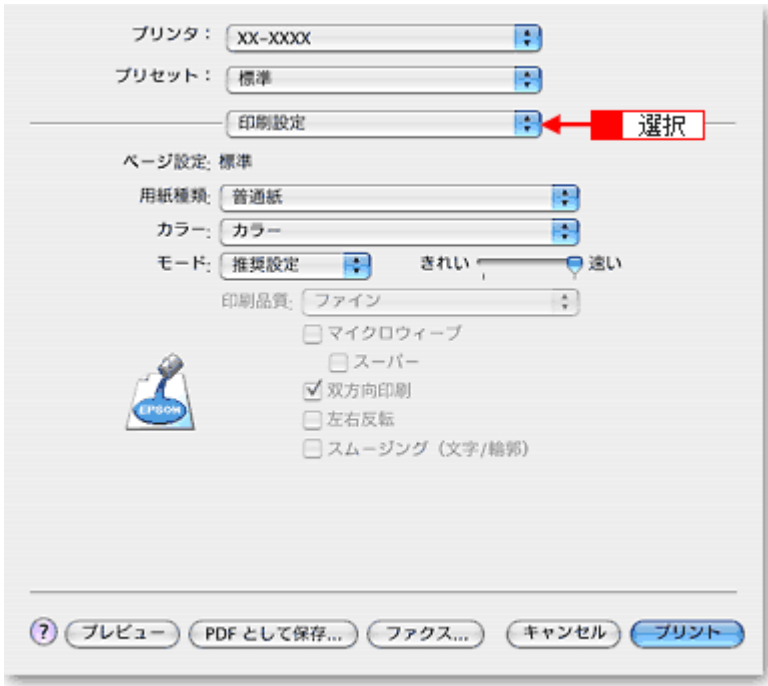 プリンタ： XX-XXXX
プリセット： 標準
印刷設定 選択
ページ設定: 標準
用紙種類: 普通紙
カラー: カラー
モード: 推奨設定 きれい 速い
印刷品質: ファイン
マイクロウィーブ
スーパー
双方向印刷
EPSON
左右反転
スムージング（文字/輪郭）
? プレビュー PDF として保存... ファクス... キャンセル プリント